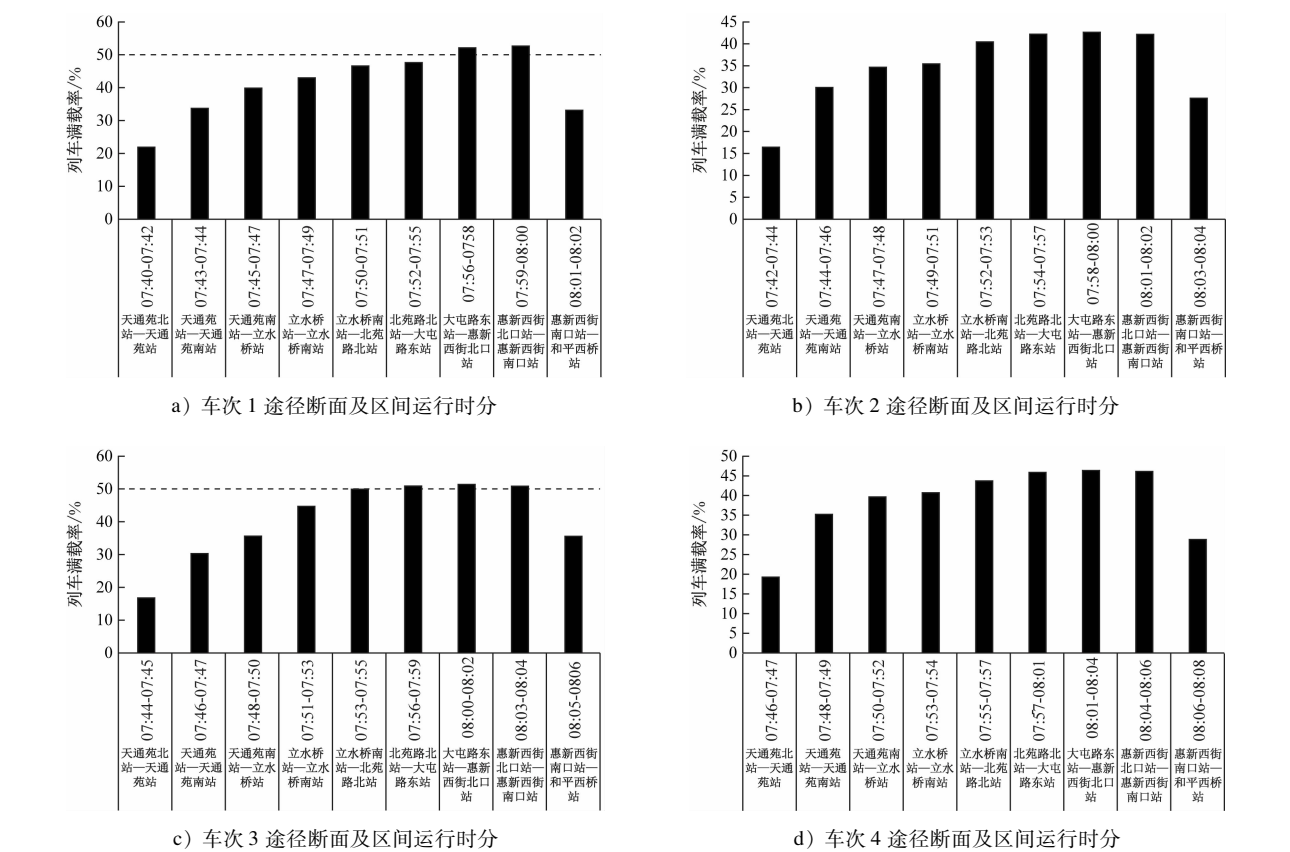 列车满载率/%
60
50
40
30
20
10
0
07:40-07:42
07:43-07:44
07:45-07:47
07:47-07:49
07:50-07:51
07:52-07:55
07:56-0758
07:59-08:00
08:01-08:02
天通苑北
站—天通
苑站
天通苑
站—天通
苑南站
天通苑南
站—立水
桥站
立水桥
站—立水
桥南站
立水桥南
站—北苑
路北站
北苑路北
站—大屯
路东站
大屯路东
站—惠新
西街北口
站
惠新西街
北口站—
惠新西街
南口站
惠新西街
南口站—
和平西桥
站
a）车次 1 途径断面及区间运行时分
列车满载率/%
45
40
35
30
25
20
15
10
5
0
07:42-07:44
07:44-07:46
07:47-07:48
07:49-07:51
07:52-07:53
07:54-07:57
07:58-08:00
08:01-08:02
08:03-08:04
天通苑北
站—天通
苑站
天通苑
站—天通
苑南站
天通苑南
站—立水
桥站
立水桥
站—立水
桥南站
立水桥南
站—北苑
路北站
北苑路北
站—大屯
路东站
大屯路东
站—惠新
西街北口
站
惠新西街
北口站—
惠新西街
南口站
惠新西街
南口站—
和平西桥
站
b）车次 2 途径断面及区间运行时分
列车满载率/%
60
50
40
30
20
10
0
07:44-07:45
07:46-07:47
07:48-07:50
07:51-07:53
07:53-07:55
07:56-07:59
08:00-08:02
08:03-08:04
08:05-0806
天通苑北
站—天通
苑站
天通苑
站—天通
苑南站
天通苑南
站—立水
桥站
立水桥
站—立水
桥南站
立水桥南
站—北苑
路北站
北苑路北
站—大屯
路东站
大屯路东
站—惠新
西街北口
站
惠新西街
北口站—
惠新西街
南口站
惠新西街
南口站—
和平西桥
站
c）车次 3 途径断面及区间运行时分
列车满载率/%
50
45
40
35
30
25
20
15
10
5
0
07:46-07:47
07:48-07:49
07:50-07:52
07:53-07:54
07:55-07:57
07:57-08:01
08:01-08:04
08:04-08:06
08:06-08:08
天通苑北
站—天通
苑站
天通苑
站—天通
苑南站
天通苑南
站—立水
桥站
立水桥
站—立水
桥南站
立水桥南
站—北苑
路北站
北苑路北
站—大屯
路东站
大屯路东
站—惠新
西街北口
站
惠新西街
北口站—
惠新西街
南口站
惠新西街
南口站—
和平西桥
站
d）车次 4 途径断面及区间运行时分